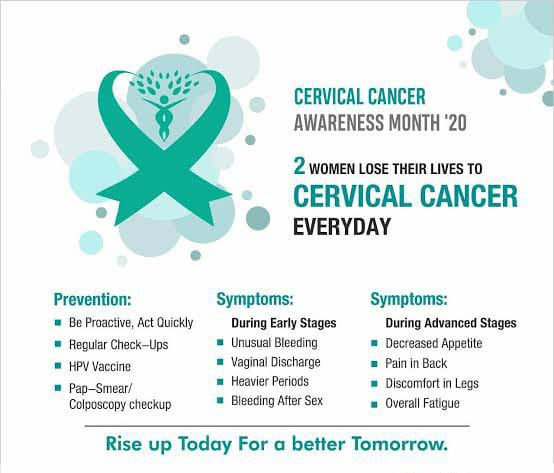 CERVICAL CANCER
AWARENESS MONTH '20
2 WOMEN LOSE THEIR LIVES TO
CERVICAL CANCER
EVERYDAY
Prevention:
Be Proactive, Act Quickly
Regular Check–Ups
HPV Vaccine
Pap–Smear/
Colposcopy checkup
Symptoms:
During Early Stages
Unusual Bleeding
Vaginal Discharge
Heavier Periods
Bleeding After Sex
Symptoms:
During Advanced Stages
Decreased Appetite
Pain in Back
Discomfort in Legs
Overall Fatigue
Rise up Today For a better Tomorrow.